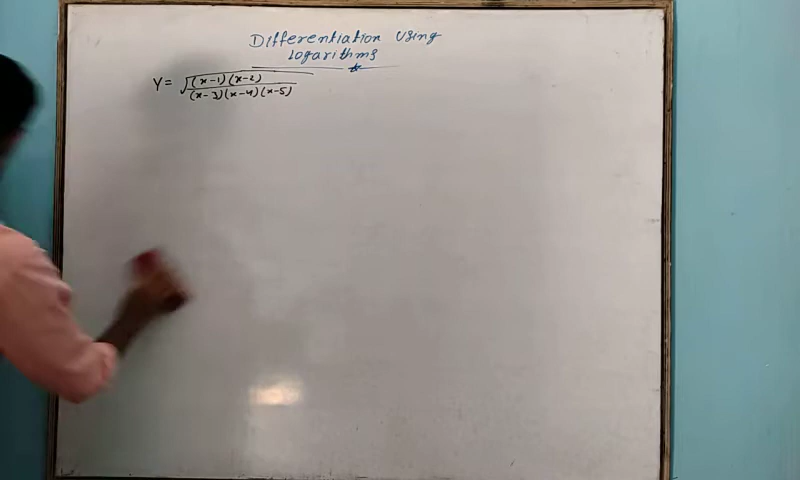 Differentiation Using
Logarithms
Y = √((x-1)(x-2)
(x-3)(x-4)(x-5))